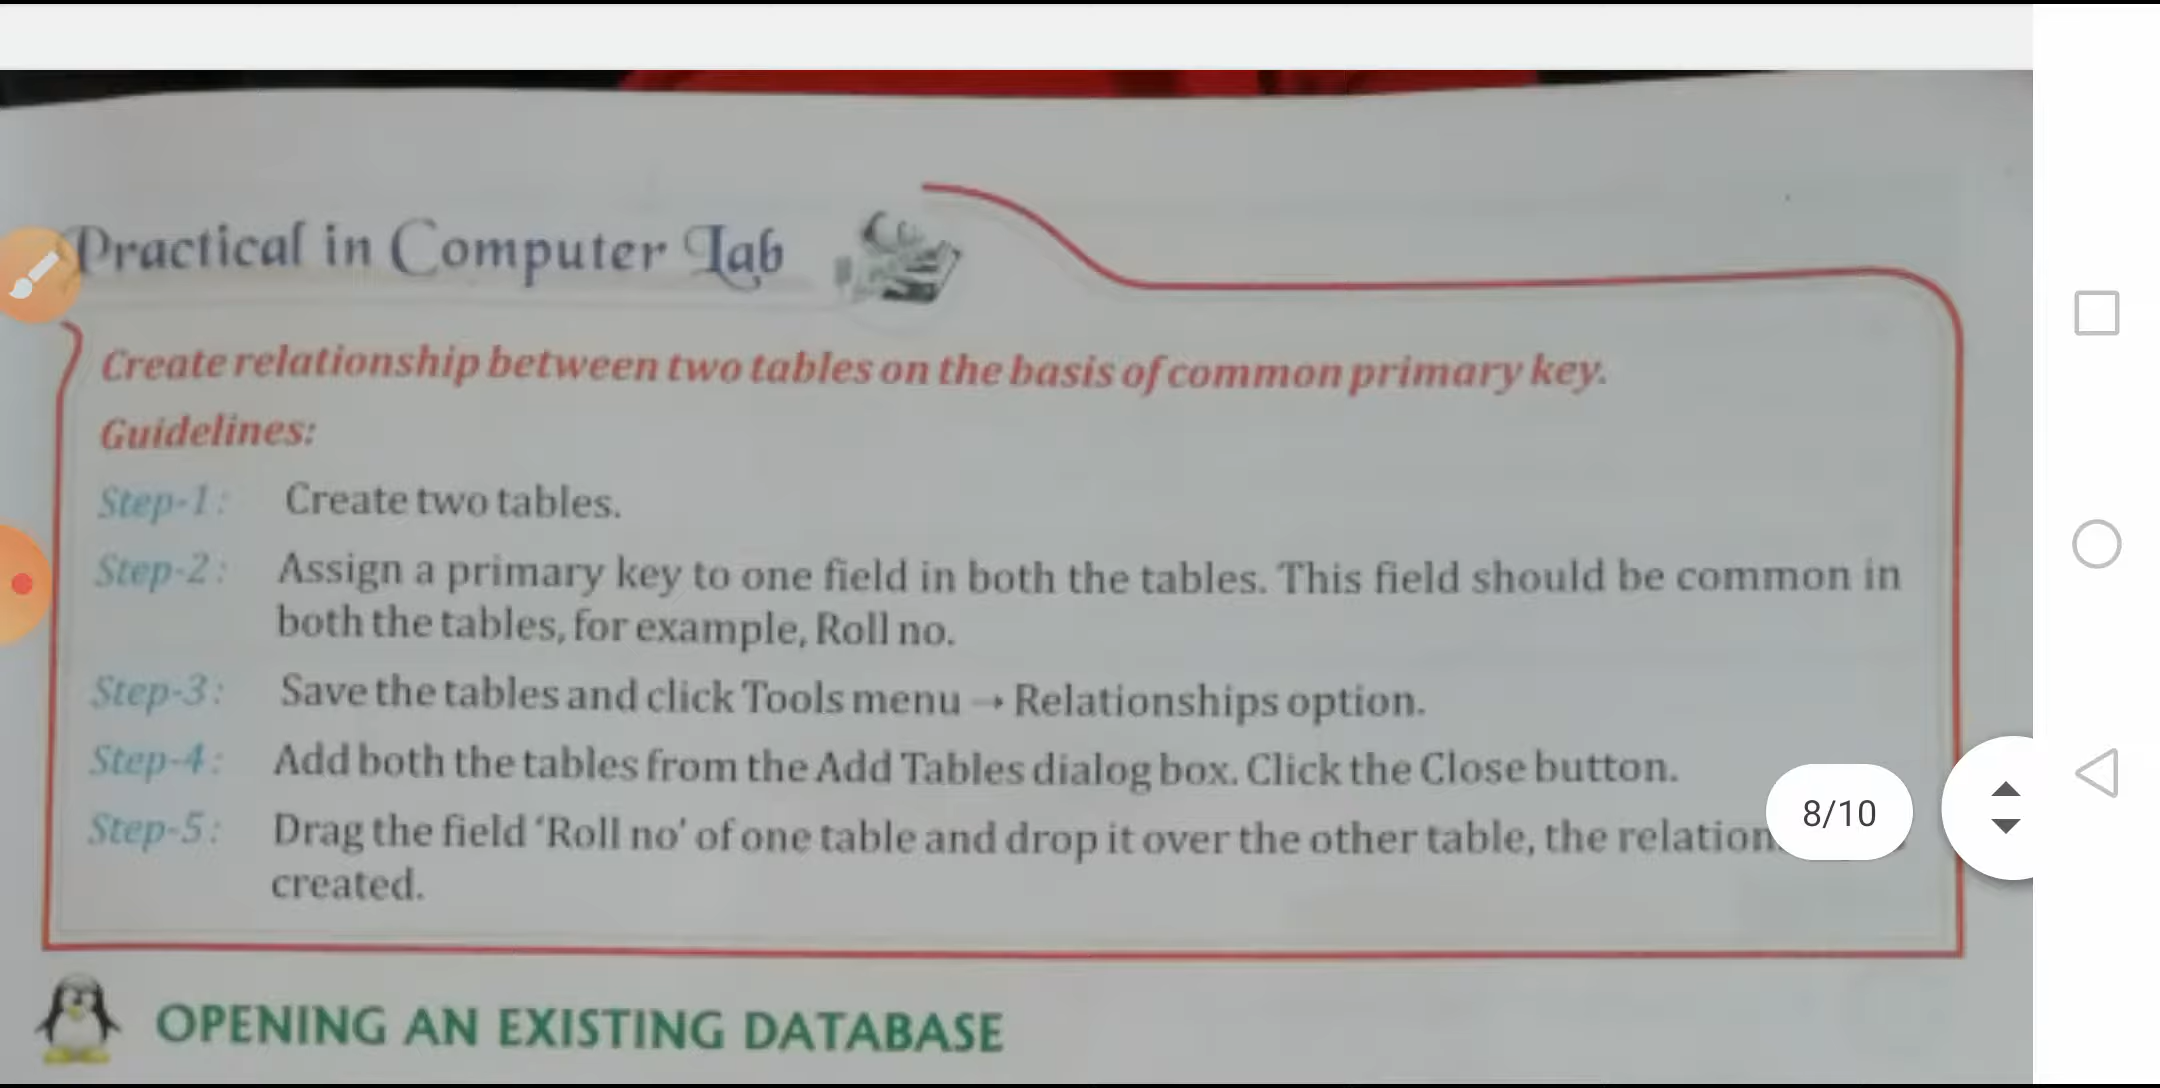 Practical in Computer Lab
Create relationship between two tables on the basis of common primary key.
Guidelines:
Step-1: Create two tables.
Step-2: Assign a primary key to one field in both the tables. This field should be common in
both the tables, for example, Roll no.
Step-3: Save the tables and click Tools menu → Relationships option.
Step-4: Add both the tables from the Add Tables dialog box. Click the Close button.
8/10
Step-5: Drag the field ‘Roll no’ of one table and drop it over the other table, the
created.
OPENING AN EXISTING DATABASE